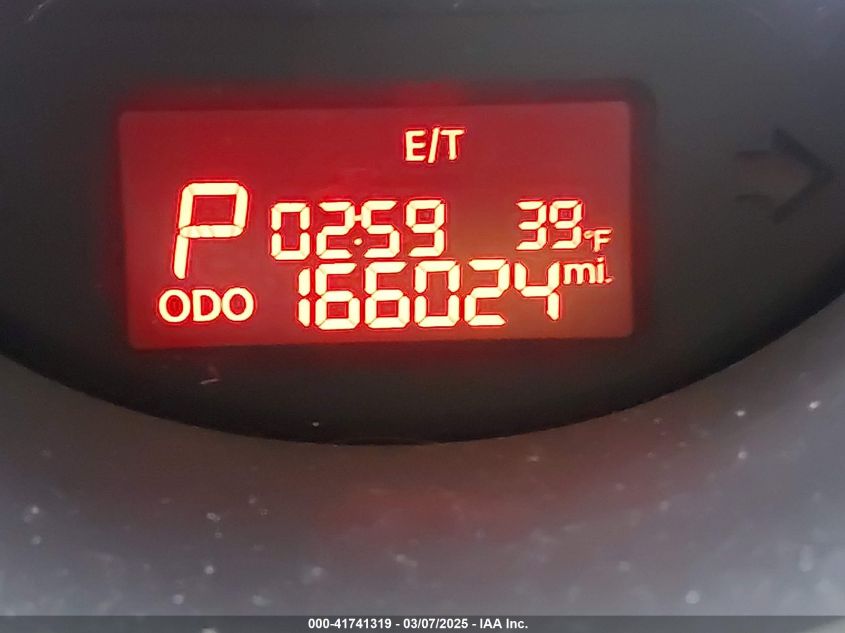 E/T
P 02:59 39°F
ODO 166024 mi.
000-41741319 - 03/07/2025 - IAA Inc.